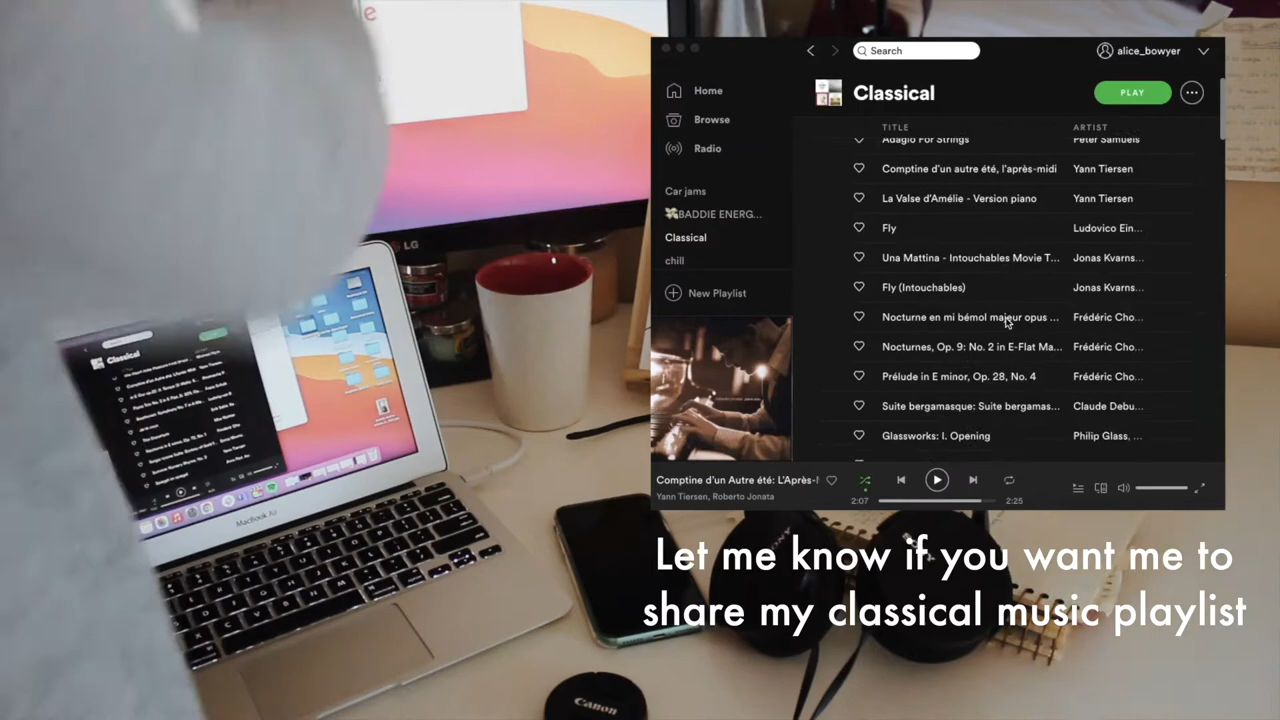 e
LG
MacBook Air
Classical
Canon
Search
alice_bowyer
Home
Browse
Radio
Car jams
BADDIE ENERG...
Classical
chill
New Playlist
Classical
PLAY
TITLE ARTIST
Adagio For Strings Peter Samuels
Comptine d'un autre été, l'après-midi Yann Tiersen
La Valse d'Amélie - Version piano Yann Tiersen
Fly Ludovico Ein...
Una Mattina - Intouchables Movie T... Jonas Kvarns...
Fly (Intouchables) Jonas Kvarns...
Nocturne en mi bémol majeur opus ... Frédéric Cho...
Nocturnes, Op. 9: No. 2 in E-Flat Ma... Frédéric Cho...
Prélude in E minor, Op. 28, No. 4 Frédéric Cho...
Suite bergamasque: Suite bergamas... Claude Debu...
Glassworks: I. Opening Philip Glass, ...
Comptine d'un Autre été: L'Après-
Yann Tiersen, Roberto Jonata
2:07 2:25
Let me know if you want me to
share my classical music playlist